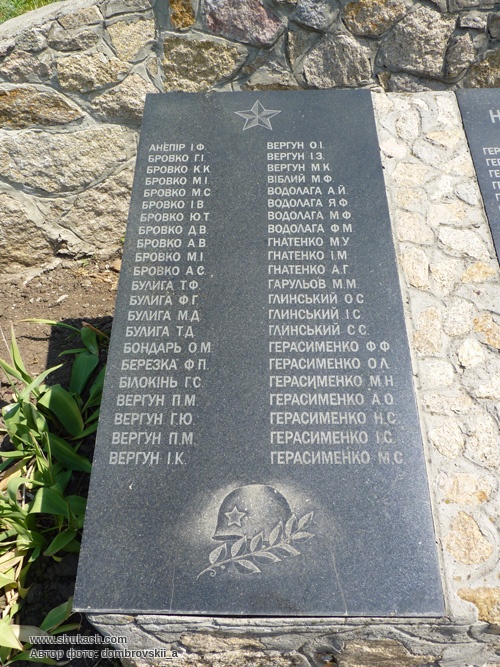 АНЕПІР І.Ф.
БРОВКО Г.І.
БРОВКО К.К.
БРОВКО М.І.
БРОВКО М.С.
БРОВКО І.В.
БРОВКО Ю.Т.
БРОВКО Д.В.
БРОВКО А.В.
БРОВКО М.І.
БРОВКО А.С.
БУЛИГА Т.Ф.
БУЛИГА Ф.Г.
БУЛИГА М.Д.
БУЛИГА Т.Д.
БОНДАРЬ О.М.
БЕРЕЗКА Ф.П.
БІЛОКІНЬ Г.С.
ВЕРГУН П.М.
ВЕРГУН Г.Ю.
ВЕРГУН П.М.
ВЕРГУН І.К.
ВЕРГУН О.І.
ВЕРГУН І.З.
ВЕРГУН М.К.
ВІБЛИЙ М.Ф.
ВОДОЛАГА А.Й.
ВОДОЛАГА Я.Ф.
ВОДОЛАГА М.Ф.
ВОДОЛАГА Ф.М.
ГНАТЕНКО М.У.
ГНАТЕНКО І.М.
ГНАТЕНКО А.Г.
ГАРУЛЬОВ М.М.
ГЛИНСЬКИЙ О.С.
ГЛИНСЬКИЙ І.С.
ГЛИНСЬКИЙ С.С.
ГЕРАСИМЕНКО Ф.Ф.
ГЕРАСИМЕНКО О.Л.
ГЕРАСИМЕНКО М.Н.
ГЕРАСИМЕНКО А.О.
ГЕРАСИМЕНКО Н.С.
ГЕРАСИМЕНКО І.С.
ГЕРАСИМЕНКО М.С.
www.shukach.com
Автор фото: dombrovskii_a